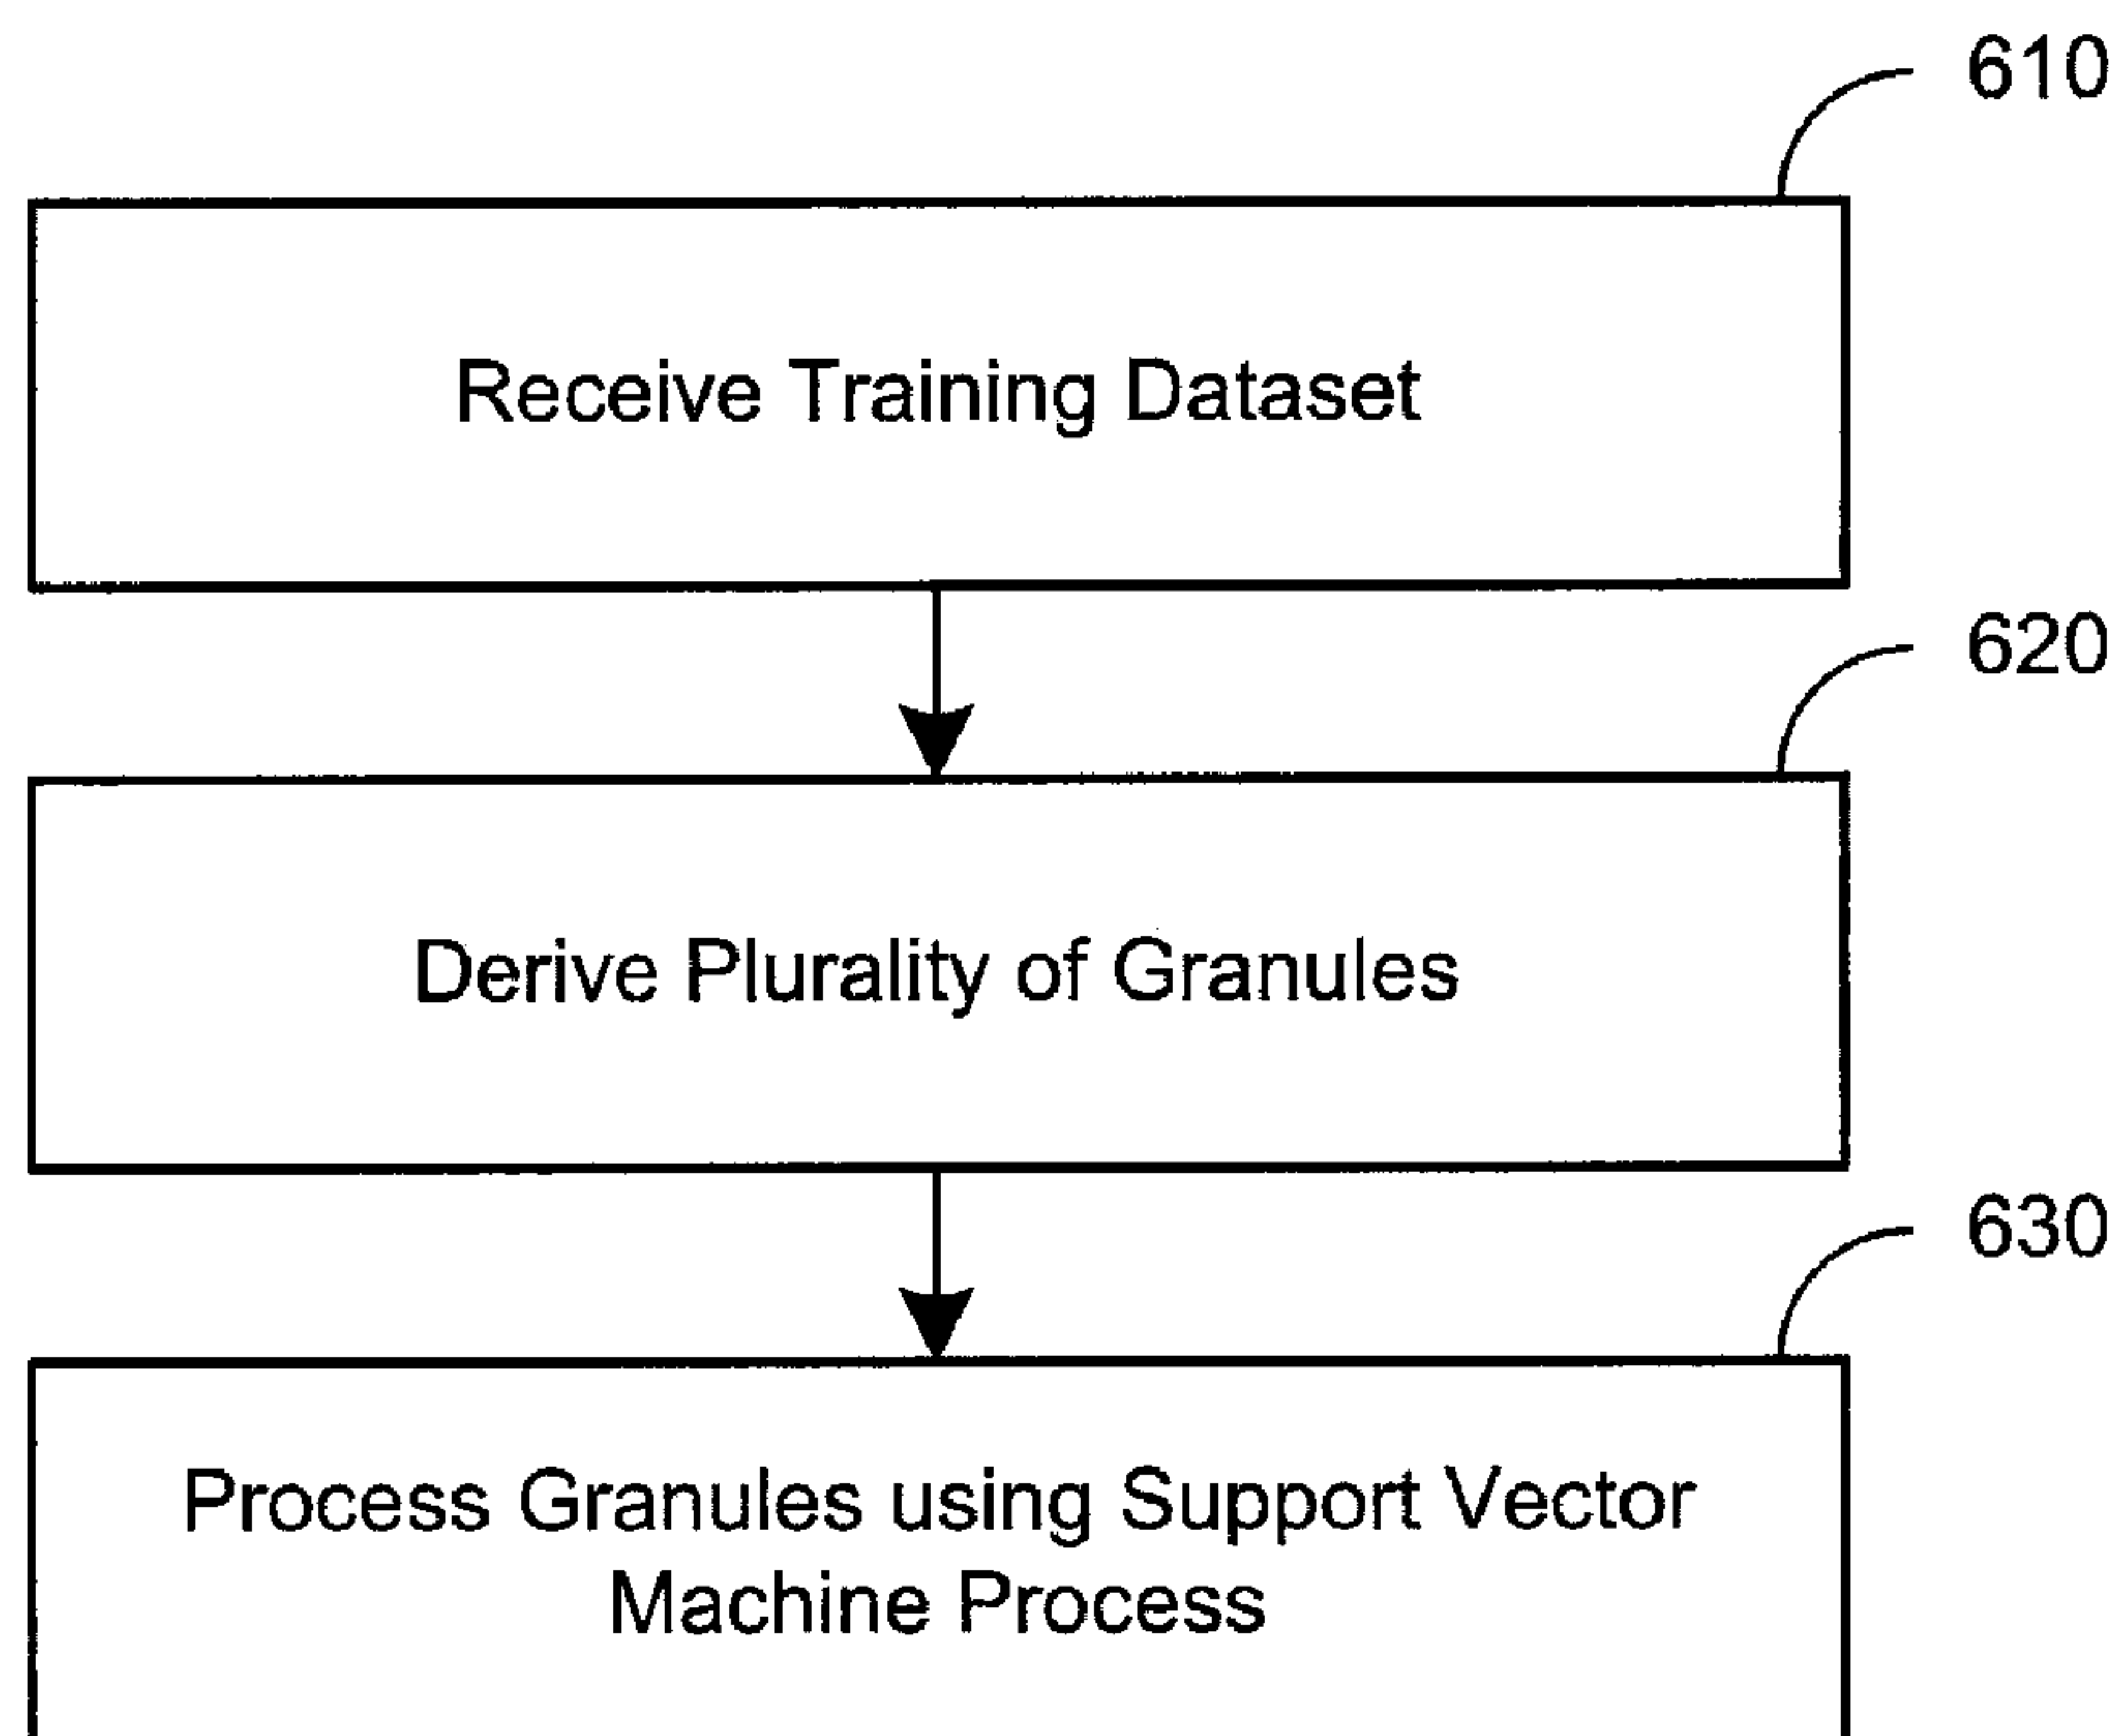 610
Receive Training Dataset
620
Derive Plurality of Granules
630
Process Granules using Support Vector
Machine Process